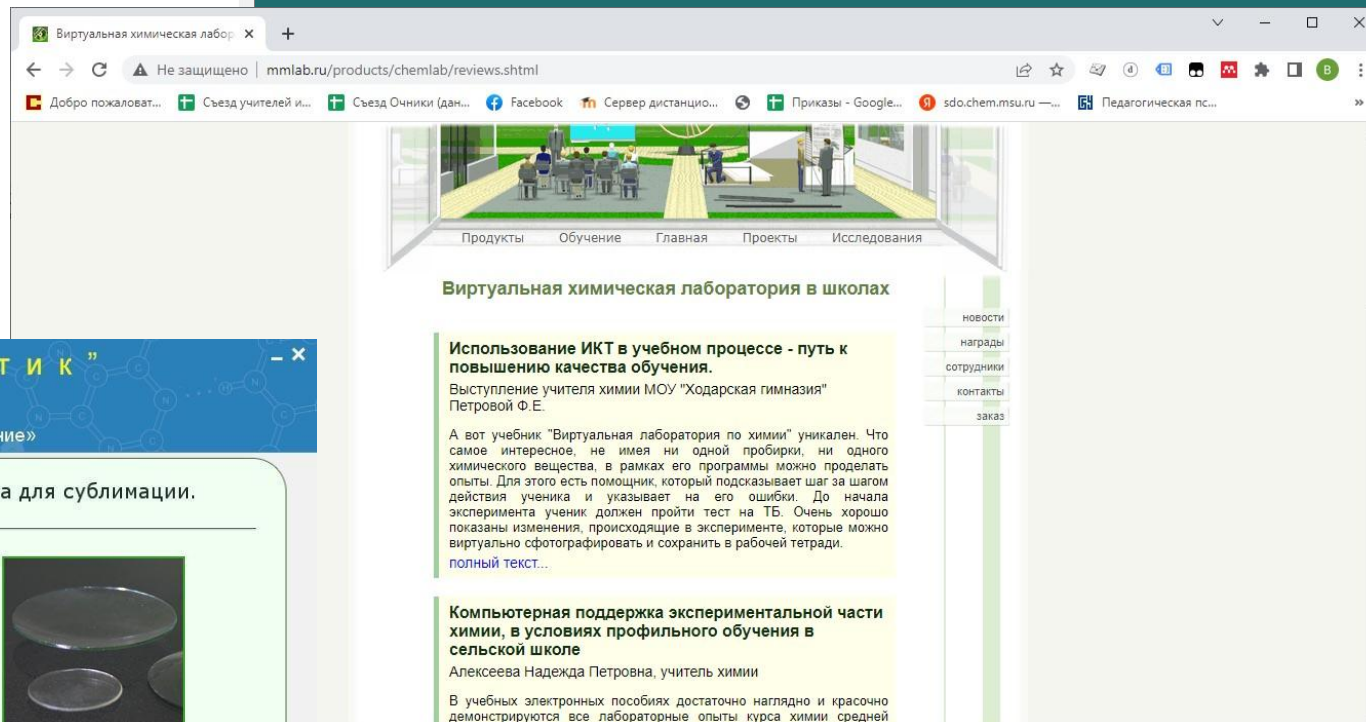 Виртуальная химическая лабор
Не защищено | mmlab.ru/products/chemlab/reviews.shtml
Добро пожаловат... Съезд учителей и... Съезд Очники (дан... Facebook Сервер дистанцио... Приказы - Google... sdo.chem.msu.ru —... Педагогическая пс... »
Продукты Обучение Главная Проекты Исследования
Виртуальная химическая лаборатория в школах
новости
награды
сотрудники
контакты
заказ
Использование ИКТ в учебном процессе - путь к
повышению качества обучения.
Выступление учителя химии МОУ "Ходарская гимназия"
Петровой Ф.Е.
А вот учебник "Виртуальная лаборатория по химии" уникален. Что
самое интересное, не имея ни одной пробирки, ни одного
химического вещества, в рамках его программы можно проделать
опыты. Для этого есть помощник, который подсказывает шаг за шагом
действия ученика и указывает на его ошибки. До начала
эксперимента ученик должен пройти тест на ТБ. Очень хорошо
показаны изменения, происходящие в эксперименте, которые можно
виртуально сфотографировать и сохранить в рабочей тетради.
полный текст...
Компьютерная поддержка экспериментальной части
химии, в условиях профильного обучения в
сельской школе
Алексеева Надежда Петровна, учитель химии
В учебных электронных пособиях достаточно наглядно и красочно
демонстрируются все лабораторные опыты курса химии средней
Т И К "
ние»
а для сублимации.